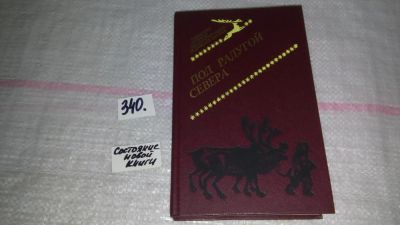 ПОД РАДУГОЙ
СЕВЕРА
340.
Состояние
новой
книги